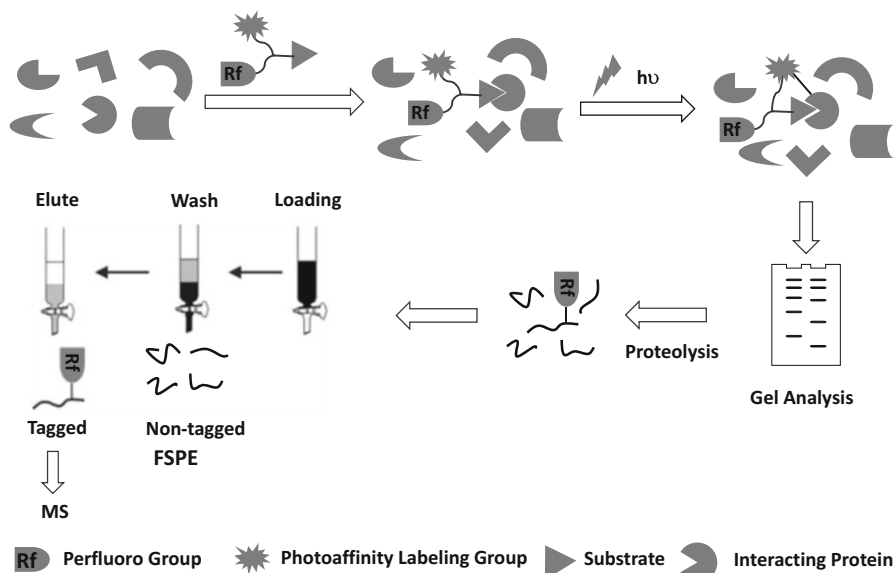 Rf
hυ
Rf
Rf
Elute Wash Loading
Rf
Proteolysis
Gel Analysis
Rf
Tagged Non-tagged
FSPE
MS
Rf Perfluoro Group Photoaffinity Labeling Group Substrate Interacting Protein